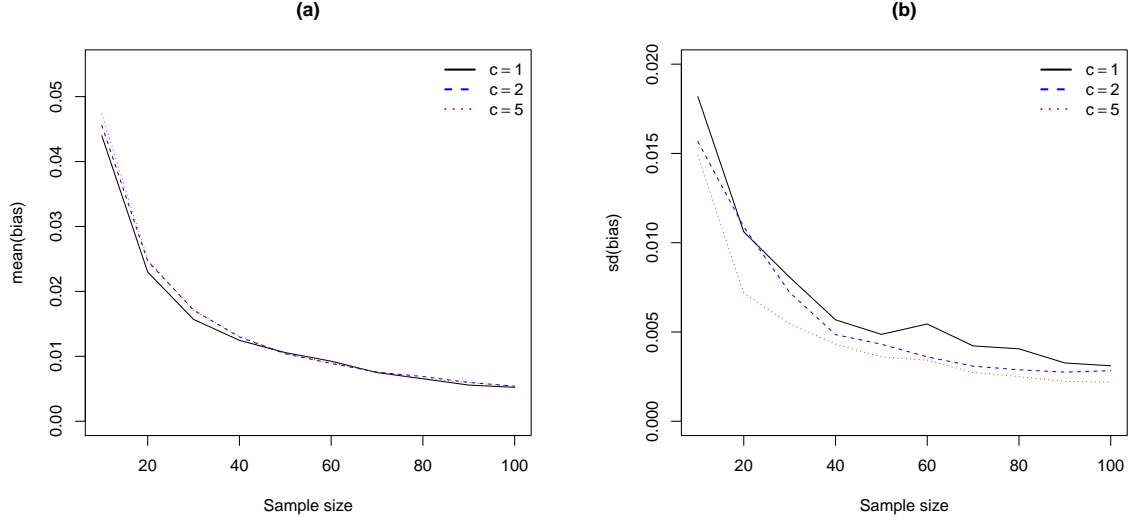 (a)
mean(bias)
0.00
0.01
0.02
0.03
0.04
0.05
c = 1
c = 2
c = 5
20 40 60 80 100
Sample size
(b)
sd(bias)
0.000
0.005
0.010
0.015
0.020
c = 1
c = 2
c = 5
20 40 60 80 100
Sample size